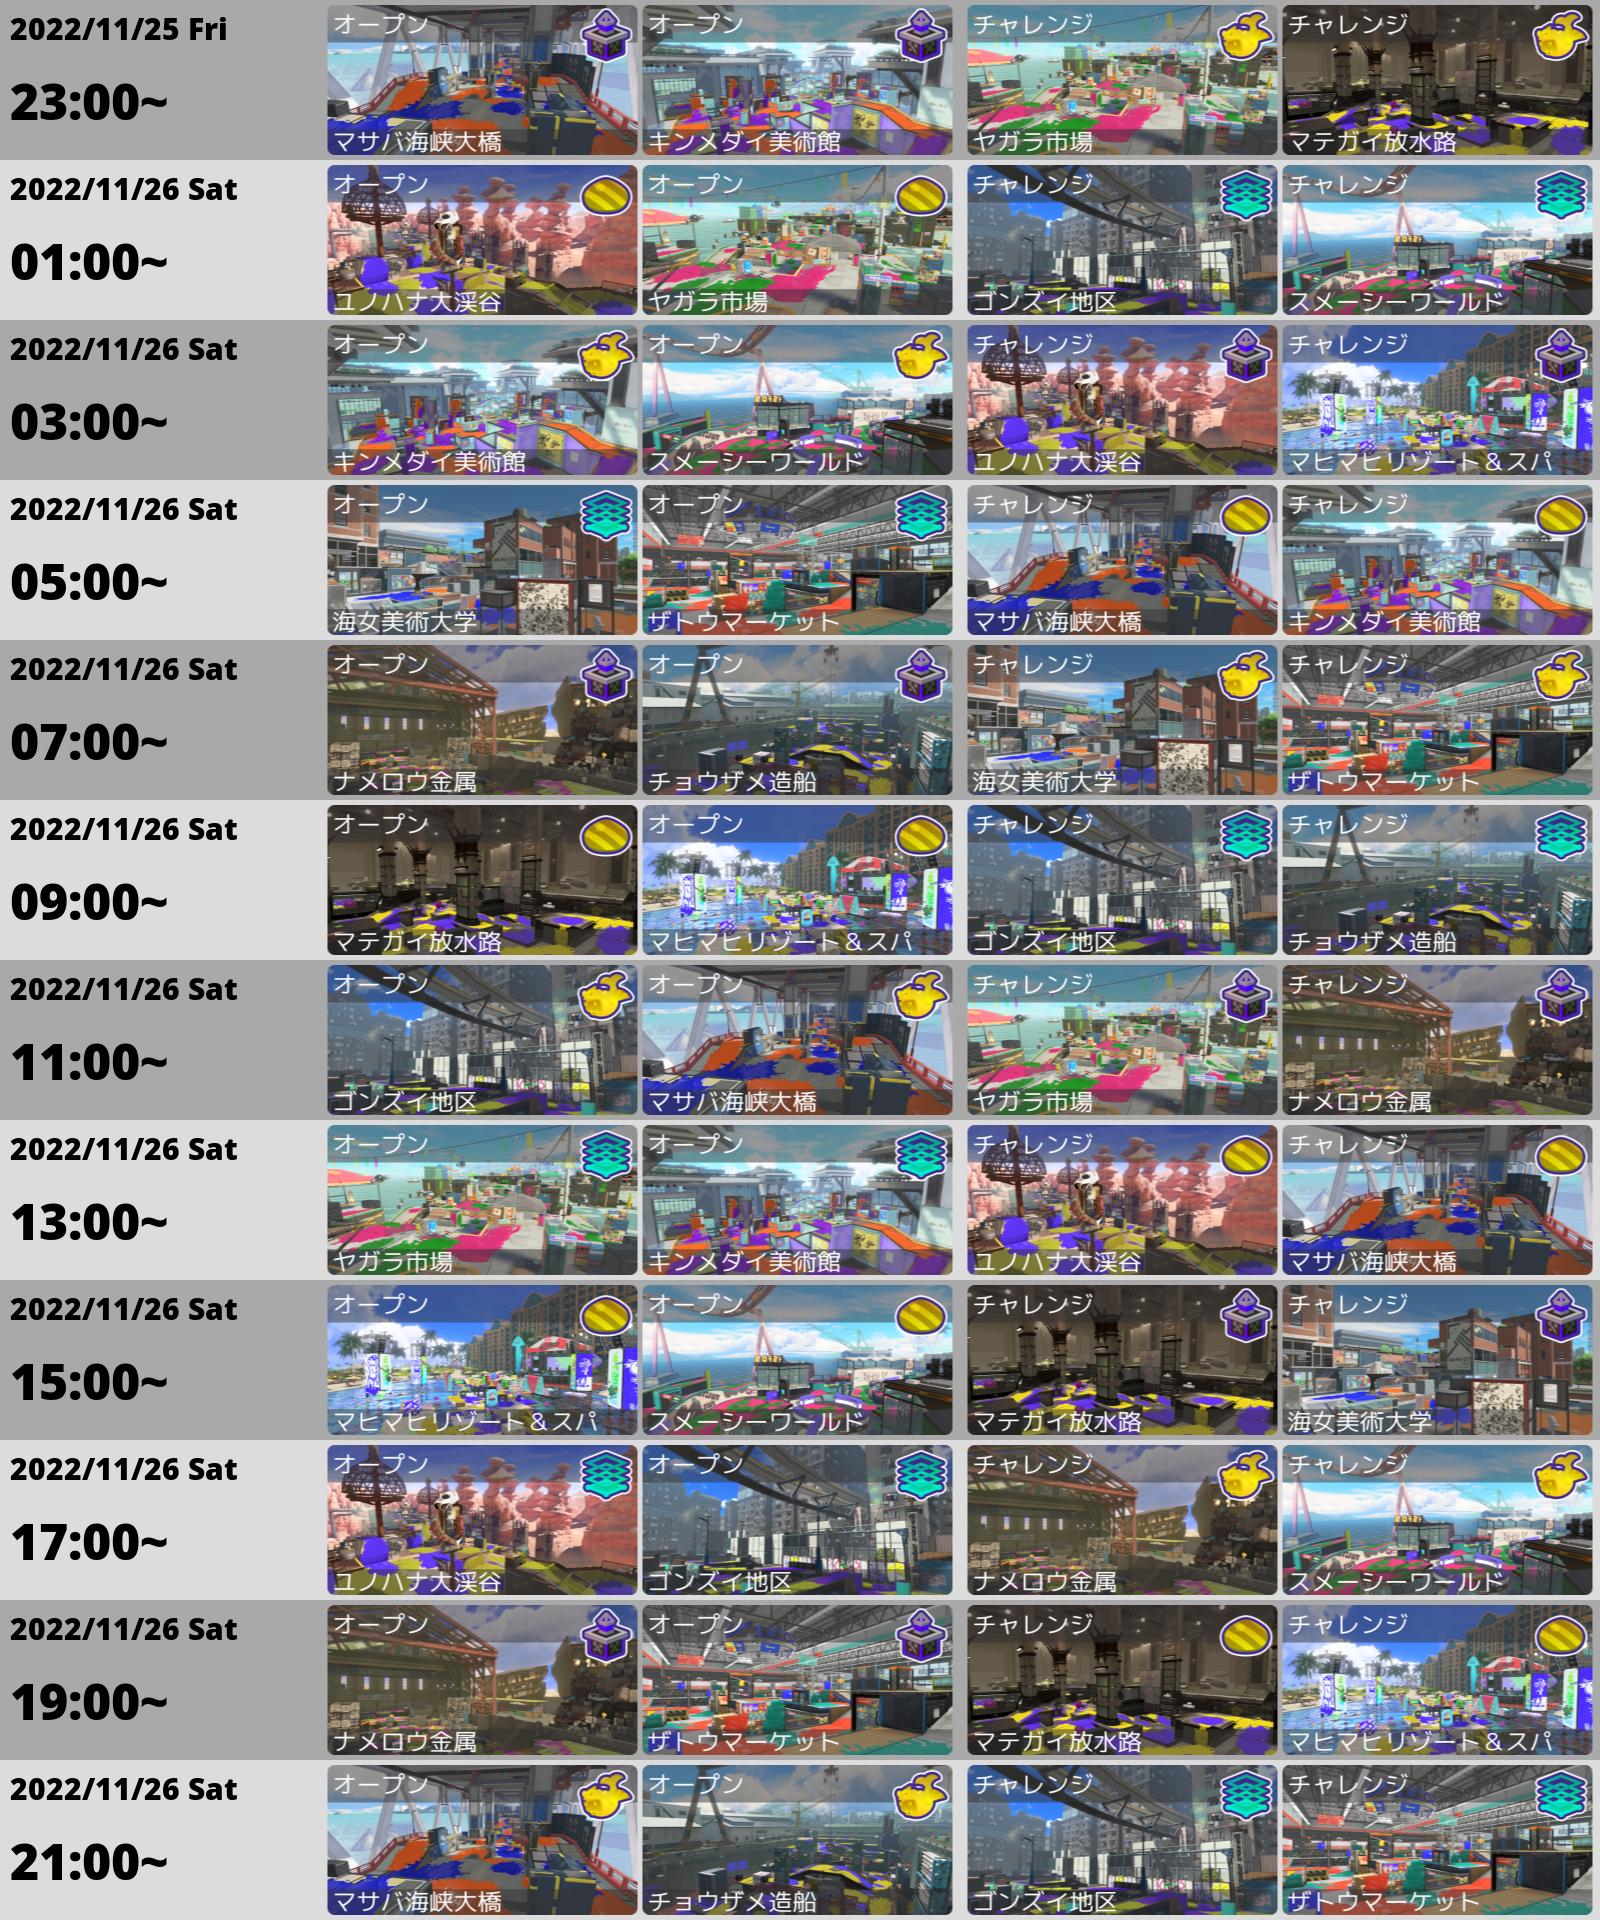 2022/11/25 Fri
23:00~
オープン
マサバ海峡大橋
オープン
キンメダイ美術館
チャレンジ
ヤガラ市場
チャレンジ
マテガイ放水路
2022/11/26 Sat
01:00~
オープン
ユノハナ大渓谷
オープン
ヤガラ市場
チャレンジ
ゴンズイ地区
チャレンジ
スメーシーワールド
2022/11/26 Sat
03:00~
オープン
キンメダイ美術館
オープン
スメーシーワールド
チャレンジ
ユノハナ大渓谷
チャレンジ
マヒマヒリゾート&スパ
2022/11/26 Sat
05:00~
オープン
海女美術大学
オープン
ザトウマーケット
チャレンジ
マサバ海峡大橋
チャレンジ
キンメダイ美術館
2022/11/26 Sat
07:00~
オープン
ナメロウ金属
オープン
チョウザメ造船
チャレンジ
海女美術大学
チャレンジ
ザトウマーケット
2022/11/26 Sat
09:00~
オープン
マテガイ放水路
オープン
マヒマヒリゾート&スパ
チャレンジ
ゴンズイ地区
チャレンジ
チョウザメ造船
2022/11/26 Sat
11:00~
オープン
ゴンズイ地区
オープン
マサバ海峡大橋
チャレンジ
ヤガラ市場
チャレンジ
ナメロウ金属
2022/11/26 Sat
13:00~
オープン
ヤガラ市場
オープン
キンメダイ美術館
チャレンジ
ユノハナ大渓谷
チャレンジ
マサバ海峡大橋
2022/11/26 Sat
15:00~
オープン
マヒマヒリゾート&スパ
オープン
スメーシーワールド
チャレンジ
マテガイ放水路
チャレンジ
海女美術大学
2022/11/26 Sat
17:00~
オープン
ユノハナ大渓谷
オープン
ゴンズイ地区
チャレンジ
ナメロウ金属
チャレンジ
スメーシーワールド
2022/11/26 Sat
19:00~
オープン
ナメロウ金属
オープン
ザトウマーケット
チャレンジ
マテガイ放水路
チャレンジ
マヒマヒリゾート&スパ
2022/11/26 Sat
21:00~
オープン
マサバ海峡大橋
オープン
チョウザメ造船
チャレンジ
ゴンズイ地区
チャレンジ
ザトウマーケット